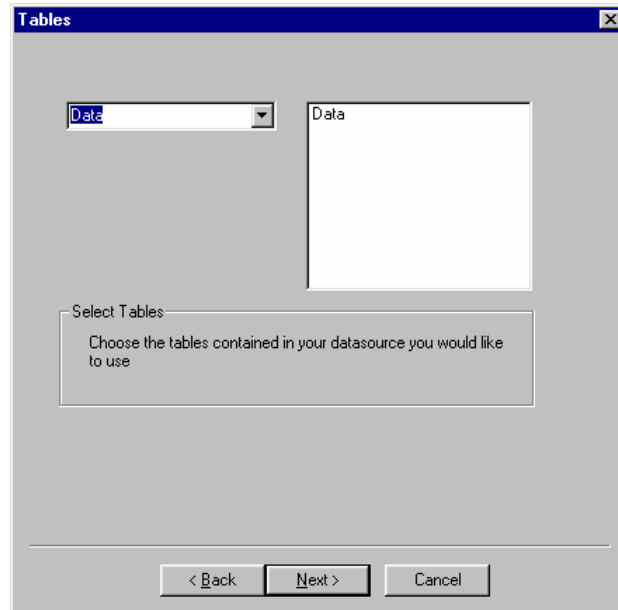 Tables
Data
Data
Select Tables
Choose the tables contained in your datasource you would like
to use
< Back
Next >
Cancel